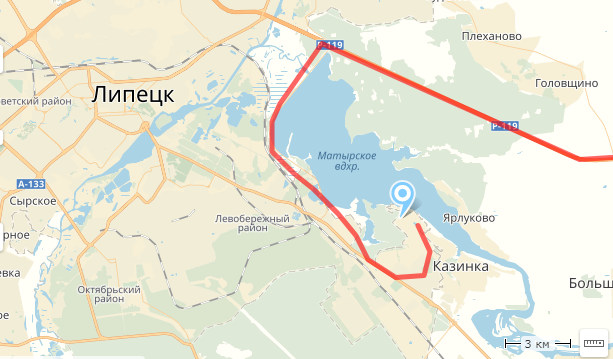 Плеханово
Р-119
Головщино
Липецк
ветский район
Р-119
Матырское
вдхр.
А-133
Сырское
Левобережный
район
Ярлуково
рное
Казинка
евка
Октябрьский
район
Больш
3 км